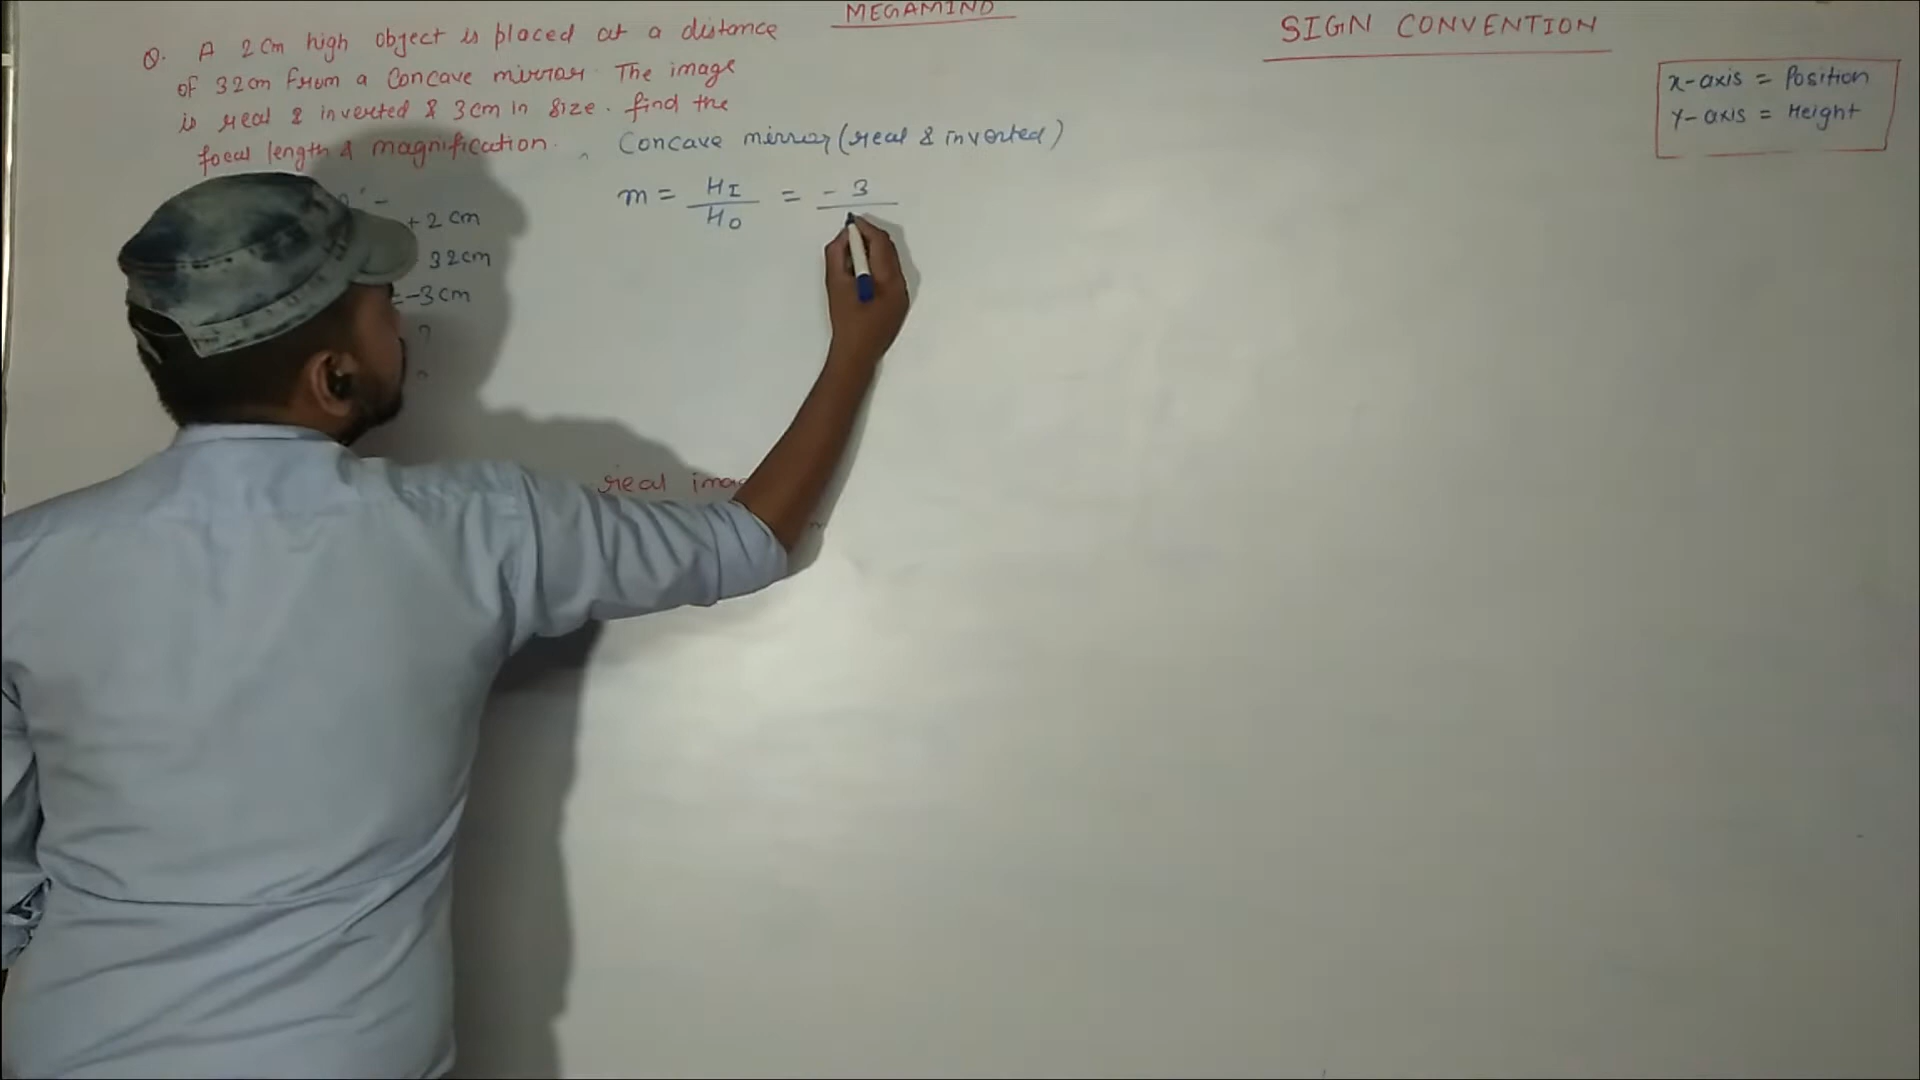 MEGAMIND
SIGN CONVENTION
Q. A 2cm high object is placed at a distance
of 32cm from a Concave mirror. The image
is real & inverted & 3cm in size. find the
focal length & magnification.
x-axis = Position
Y-axis = Height
Concave mirror (real & inverted)
m = HI / HO = - 3
+ 2 cm
32cm
= -3cm
?
real